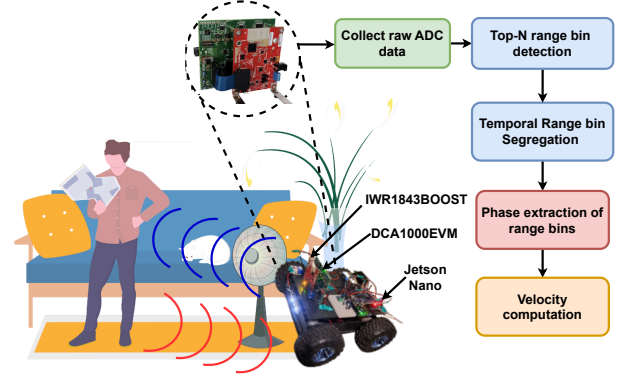 Collect raw ADC
data
Top-N range bin
detection
Temporal Range bin
Segregation
IWR1843BOOST
Phase extraction of
range bins
DCA1000EVM
Jetson
Nano
Velocity
computation